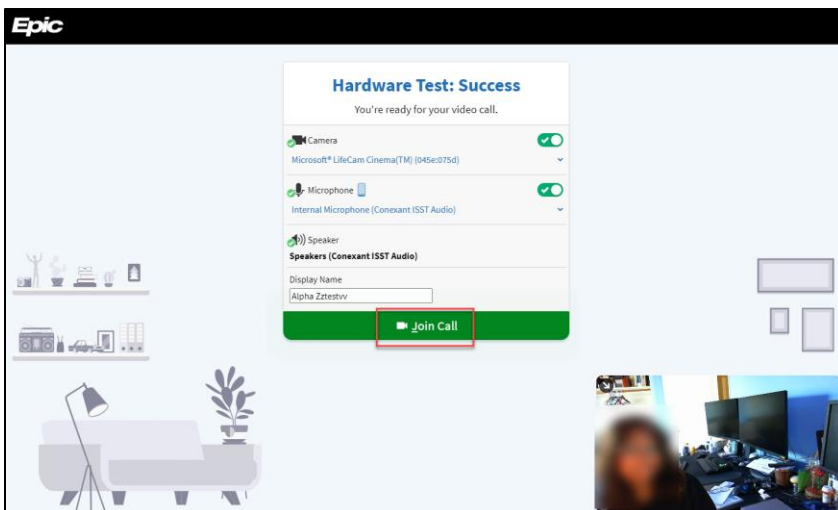 Epic
Hardware Test: Success
You're ready for your video call.
Camera
Microsoft® LifeCam Cinema(TM) (045e:075d)
Microphone
Internal Microphone (Conexant ISST Audio)
Speaker
Speakers (Conexant ISST Audio)
Display Name
Alpha Zztestvv
Join Call